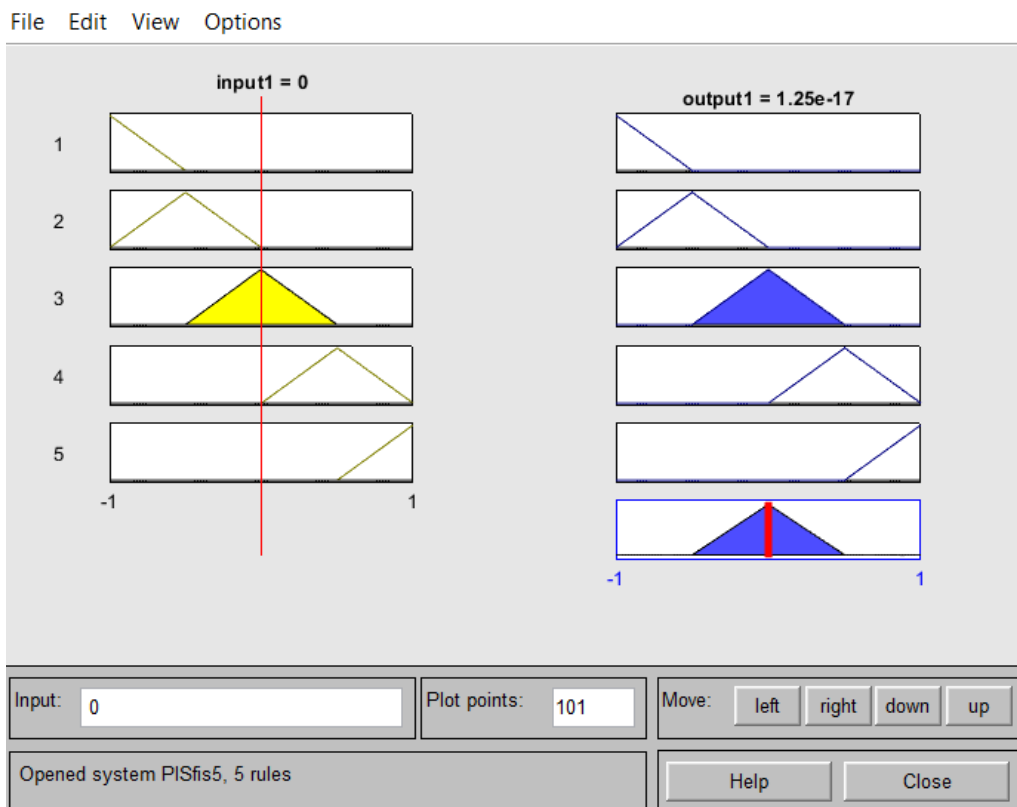 File Edit View Options
input1 = 0
output1 = 1.25e-17
1
2
3
4
5
-1 1
-1 1
Input: 0
Plot points: 101
Move: left right down up
Opened system PISfis5, 5 rules
Help Close